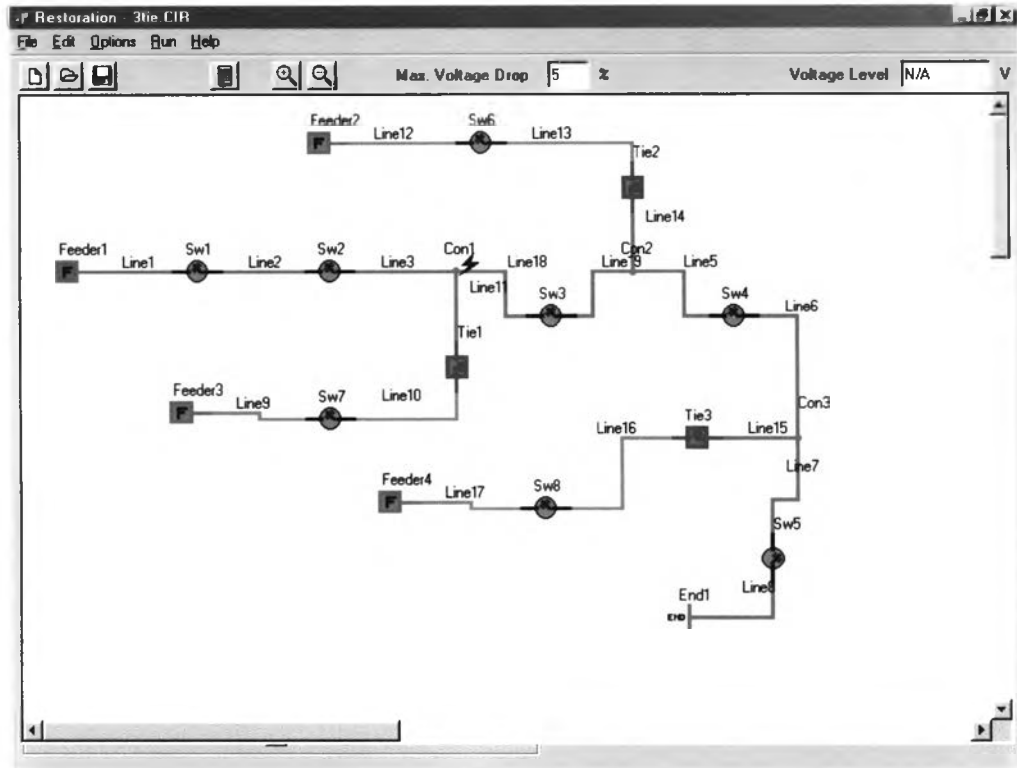 Restoration - 3tie CIR
File Edit Options Run Help
Max. Voltage Drop 5 % Voltage Level N/A V
Feeder2 Line12 Sw6 Line13
F
Tie2
Line14
Feeder1 Line1 Sw1 Line2 Sw2 Line3 Con1 Line18 Con2 Line19 Line5
F
Line11 Sw3 Sw4 Line6
Tie1
Feeder3 Line9 Sw7 Line10
F
Con3
Line16 Tie3 Line15
Line7
Feeder4 Line17 Sw8
F
Sw5
Line8
End1
END